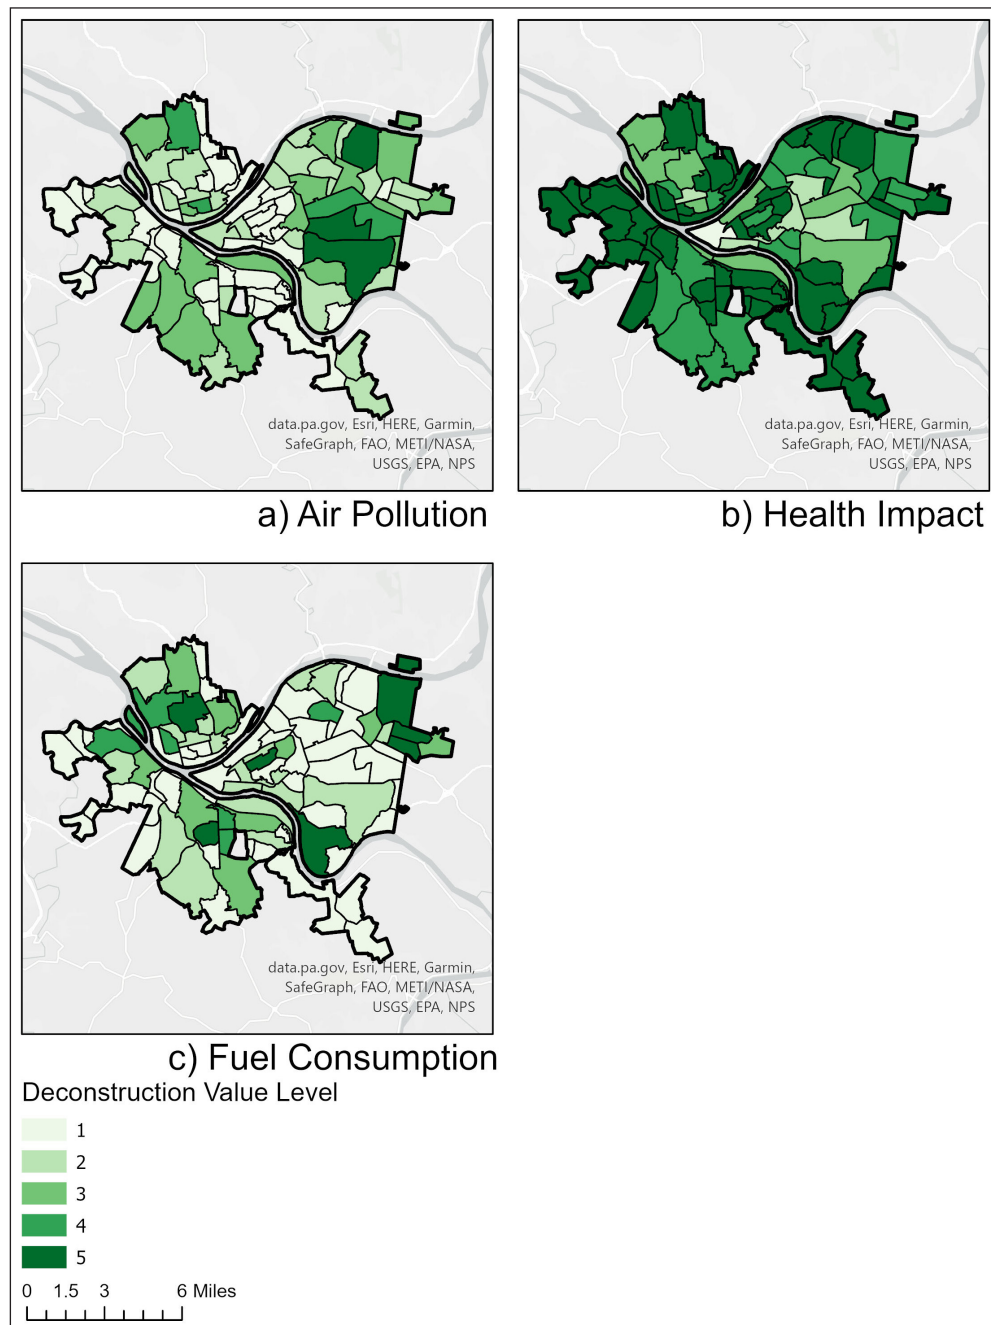 data.pa.gov, Esri, HERE, Garmin,
SafeGraph, FAO, METI/NASA,
USGS, EPA, NPS
a) Air Pollution
data.pa.gov, Esri, HERE, Garmin,
SafeGraph, FAO, METI/NASA,
USGS, EPA, NPS
b) Health Impact
data.pa.gov, Esri, HERE, Garmin,
SafeGraph, FAO, METI/NASA,
USGS, EPA, NPS
c) Fuel Consumption
Deconstruction Value Level
1
2
3
4
5
0 1.5 3 6 Miles